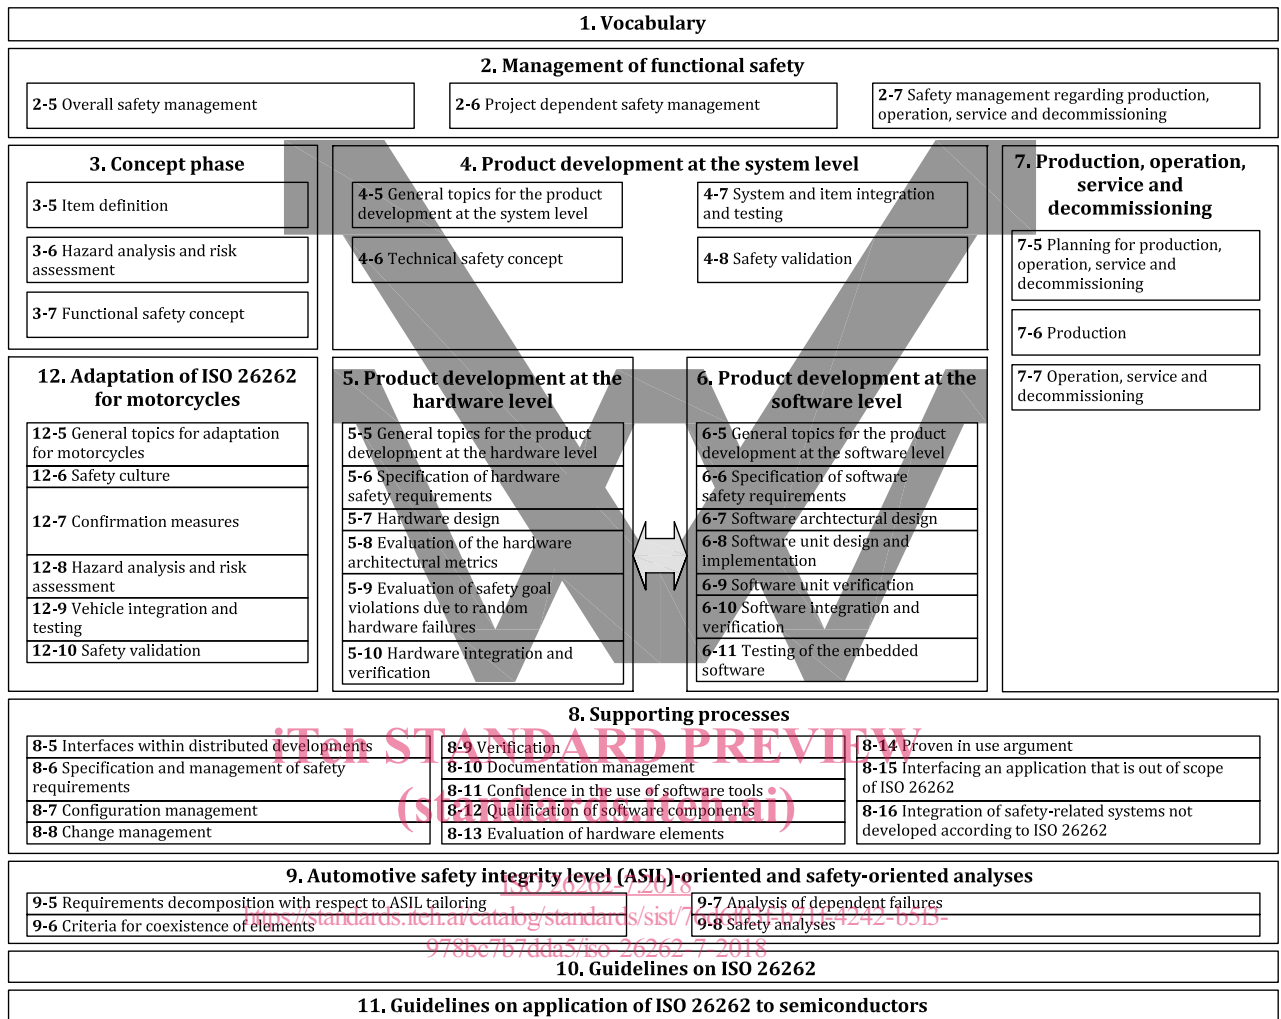 1. Vocabulary
2. Management of functional safety
2-5 Overall safety management
2-6 Project dependent safety management
2-7 Safety management regarding production,
operation, service and decommissioning
3. Concept phase
3-5 Item definition
3-6 Hazard analysis and risk
assessment
3-7 Functional safety concept
4. Product development at the system level
4-5 General topics for the product
development at the system level
4-6 Technical safety concept
4-7 System and item integration
and testing
4-8 Safety validation
7. Production, operation,
service and
decommissioning
7-5 Planning for production,
operation, service and
decommissioning
7-6 Production
7-7 Operation, service and
decommissioning
12. Adaptation of ISO 26262
for motorcycles
12-5 General topics for adaptation
for motorcycles
12-6 Safety culture
12-7 Confirmation measures
12-8 Hazard analysis and risk
assessment
12-9 Vehicle integration and
testing
12-10 Safety validation
5. Product development at the
hardware level
5-5 General topics for the product
development at the hardware level
5-6 Specification of hardware
safety requirements
5-7 Hardware design
5-8 Evaluation of the hardware
architectural metrics
5-9 Evaluation of safety goal
violations due to random
hardware failures
5-10 Hardware integration and
verification
6. Product development at the
software level
6-5 General topics for the product
development at the software level
6-6 Specification of software
safety requirements
6-7 Software archtectural design
6-8 Software unit design and
implementation
6-9 Software unit verification
6-10 Software integration and
verification
6-11 Testing of the embedded
software
8. Supporting processes
8-5 Interfaces within distributed developments
8-6 Specification and management of safety
requirements
8-7 Configuration management
8-8 Change management
8-9 Verification
8-10 Documentation management
8-11 Confidence in the use of software tools
8-12 Qualification of software components
8-13 Evaluation of hardware elements
8-14 Proven in use argument
8-15 Interfacing an application that is out of scope
of ISO 26262
8-16 Integration of safety-related systems not
developed according to ISO 26262
iTeh STANDARD PREVIEW
(standards.iteh.ai)
9. Automotive safety integrity level (ASIL)-oriented and safety-oriented analyses
9-5 Requirements decomposition with respect to ASIL tailoring
9-6 Criteria for coexistence of elements
9-7 Analysis of dependent failures
9-8 Safety analyses
ISO 26262-7:2018
978bc7b7dda5/iso-26262-7-2018
10. Guidelines on ISO 26262
11. Guidelines on application of ISO 26262 to semiconductors